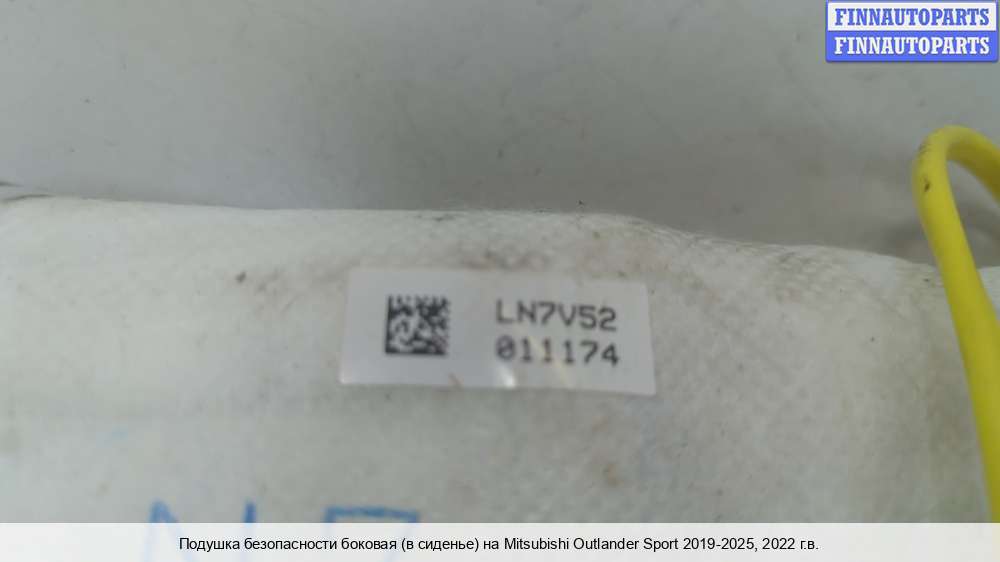 FINNAUTOPARTS
FINNAUTOPARTS
LN7V52
011174
Подушка безопасности боковая (в сиденье) на Mitsubishi Outlander Sport 2019-2025, 2022 г.в.